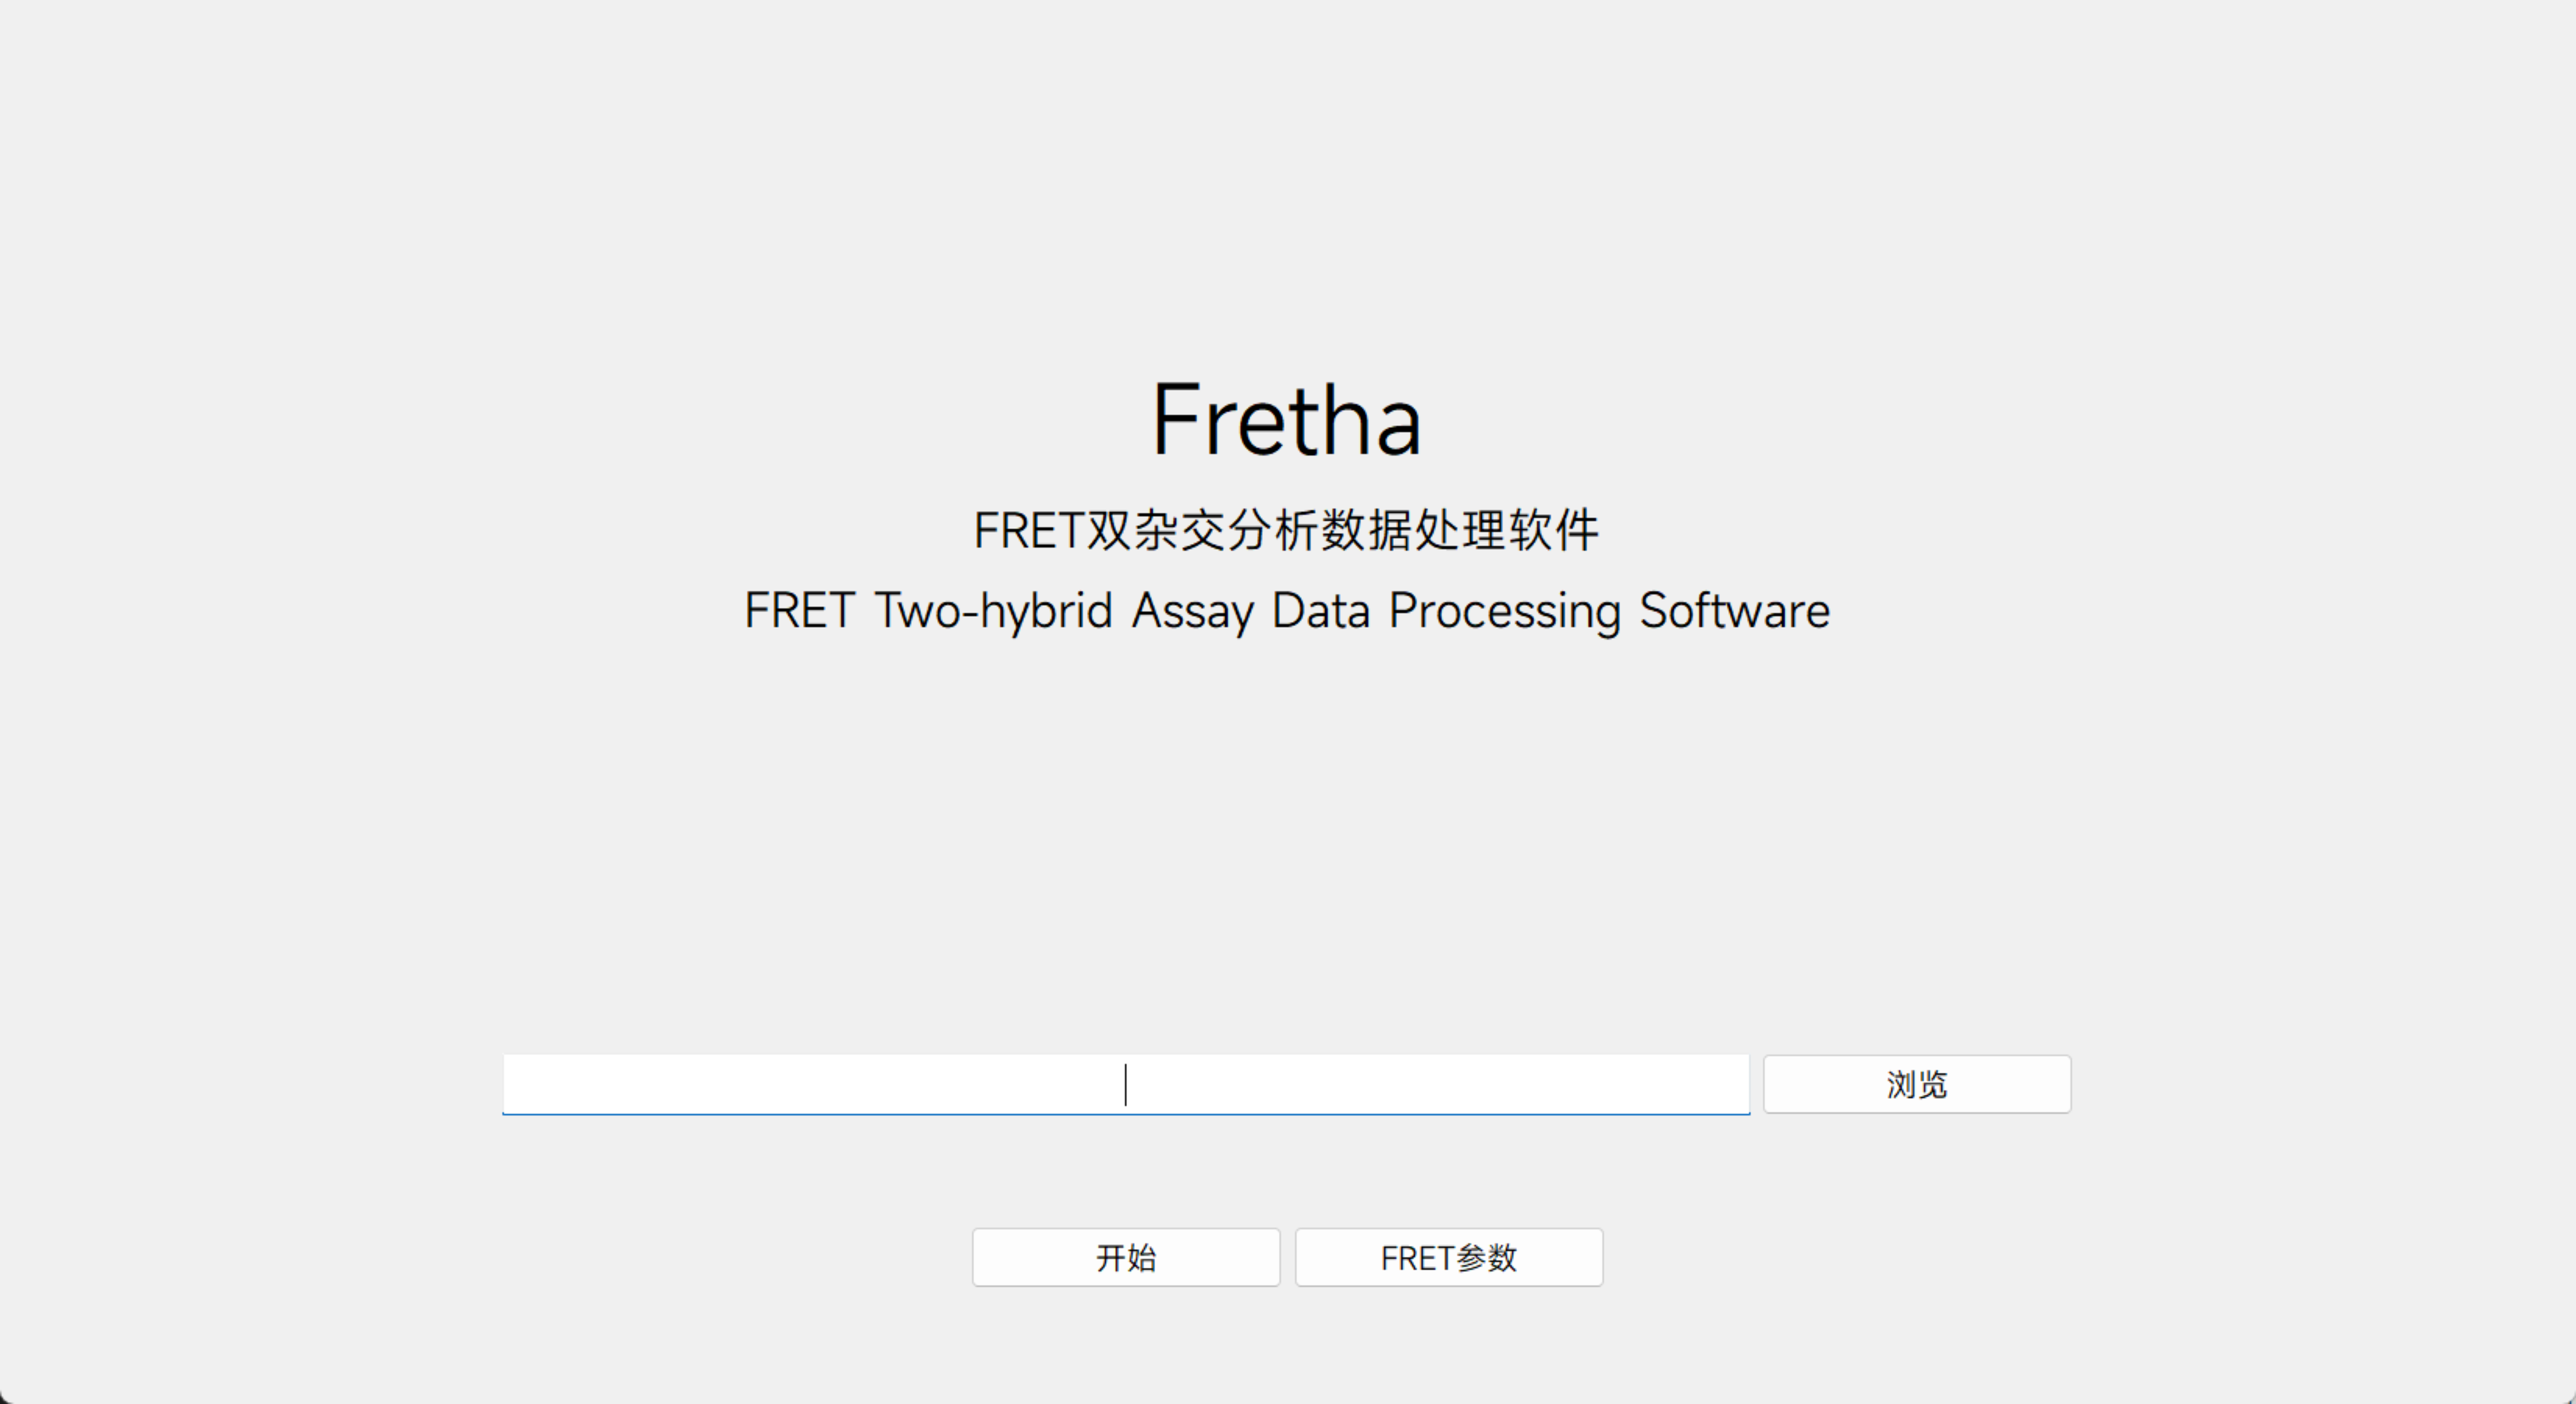 Fretha
FRET双杂交分析数据处理软件
FRET Two-hybrid Assay Data Processing Software
浏览
开始
FRET参数